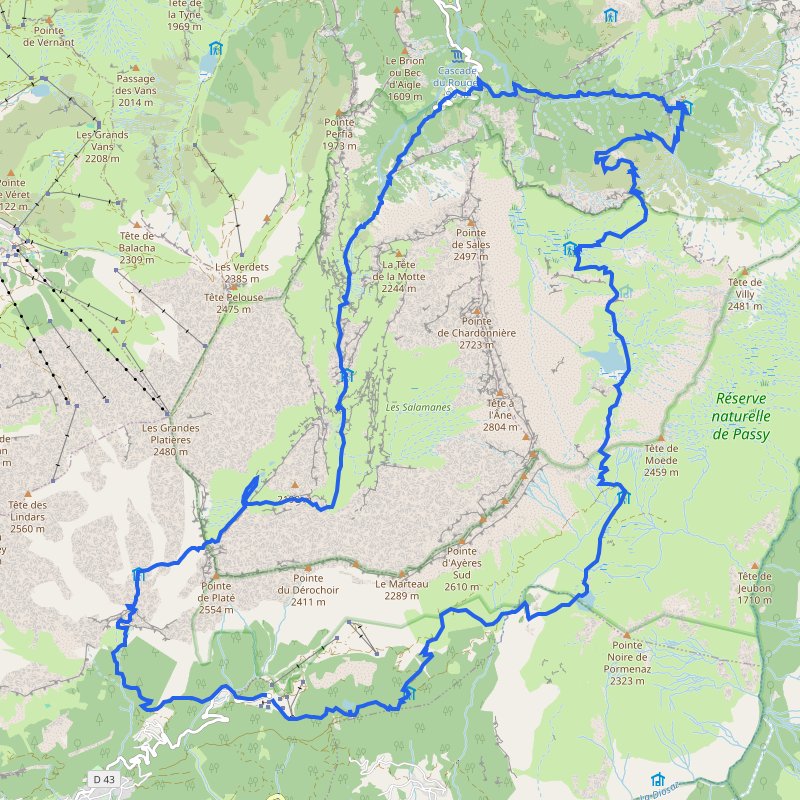 Tête de
la Tyne
1969 m
Pointe
de Vernant
Passage
des Vans
2014 m
Le Brion
ou Bec
d'Aigle
1609 m
Cascade
du Rouget
Pointe
Perfia
1973 m
Les Grands
Vans
2208 m
Pointe
de Véret
Tête de
Balacha
2309 m
Les Verdets
2385 m
Tête Pelouse
2475 m
Pointe
de Sales
2497 m
La Tête
de la Motte
2244 m
Pointe
de Chardonnière
2723 m
Tête de
Villy
2481 m
Les Salamanes
Tête à
l'Âne
2804 m
Réserve
naturelle
de Passy
Les Grandes
Platières
2480 m
Tête de
Moede
2459 m
Tête des
Lindars
2560 m
Pointe
de Platé
2554 m
Pointe
du Dérochoir
2411 m
Le Marteau
2289 m
Pointe
d'Ayères
Sud
2610 m
Tête de
Jeubon
1710 m
Pointe
Noire de
Pormenaz
2323 m
D 43